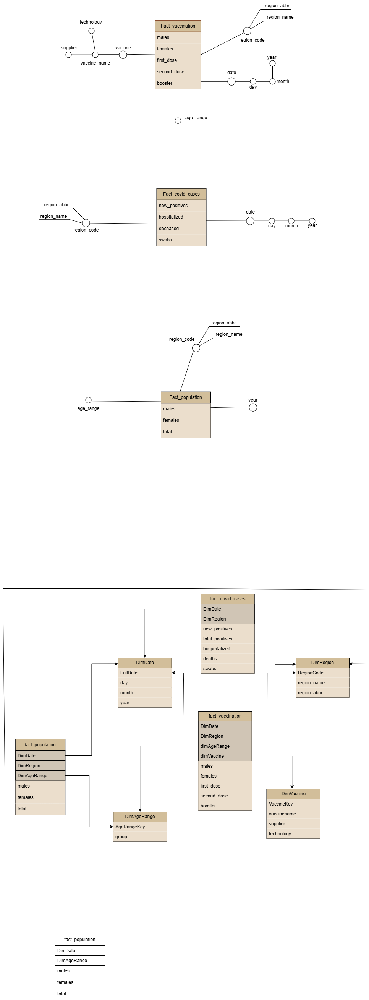 region_abbr
region_name
region_code
technology
supplier
vaccine
vaccine_name
Fact_vaccination
males
females
first_dose
second_dose
booster
year
date
day
month
age_range
Fact_covid_cases
new_positives
hospitalized
deceased
swabs
region_abbr
region_name
region_code
date
day
month
year
region_abbr
region_name
region_code
Fact_population
males
females
total
age_range
year
fact_covid_cases
DimDate
DimRegion
new_positives
total_positives
hospedalized
deaths
swabs
DimDate
FullDate
day
month
year
DimRegion
RegionCode
region_name
region_abbr
fact_vaccination
DimDate
DimRegion
dimAgeRange
dimVaccine
males
females
first_dose
second_dose
booster
fact_population
DimDate
DimRegion
DimAgeRange
males
females
total
DimVaccine
VaccineKey
vaccinename
supplier
technology
DimAgeRange
AgeRangeKey
group
fact_population
DimDate
DimAgeRange
males
females
total